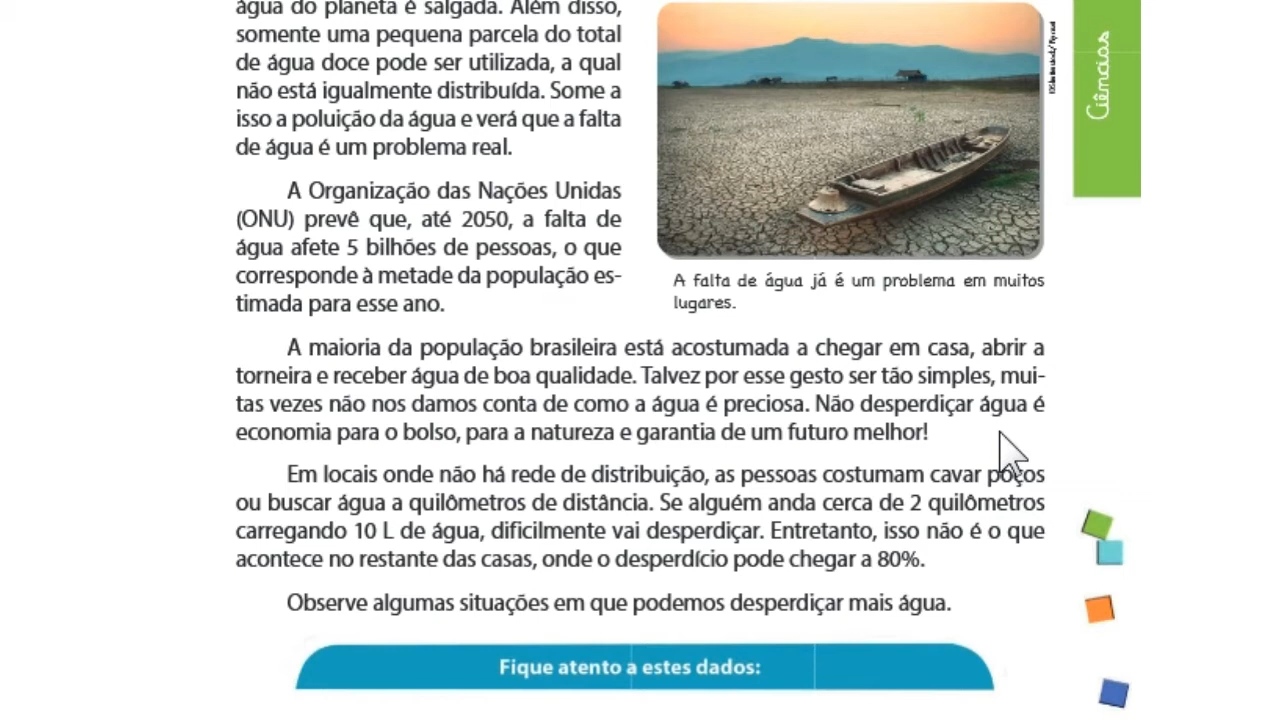 água do planeta é salgada. Além disso,
somente uma pequena parcela do total
de água doce pode ser utilizada, a qual
não está igualmente distribuída. Some a
isso a poluição da água e verá que a falta
de água é um problema real.
A Organização das Nações Unidas
(ONU) prevê que, até 2050, a falta de
água afete 5 bilhões de pessoas, o que
corresponde à metade da população es-
timada para esse ano.
A falta de água já é um problema em muitos
lugares.
A maioria da população brasileira está acostumada a chegar em casa, abrir a
torneira e receber água de boa qualidade. Talvez por esse gesto ser tão simples, mui-
tas vezes não nos damos conta de como a água é preciosa. Não desperdiçar água é
economia para o bolso, para a natureza e garantia de um futuro melhor!
Em locais onde não há rede de distribuição, as pessoas costumam cavar poços
ou buscar água a quilômetros de distância. Se alguém anda cerca de 2 quilômetros
carregando 10 L de água, dificilmente vai desperdiçar. Entretanto, isso não é o que
acontece no restante das casas, onde o desperdício pode chegar a 80%.
Observe algumas situações em que podemos desperdiçar mais água.
Fique atento a estes dados:
Ciências